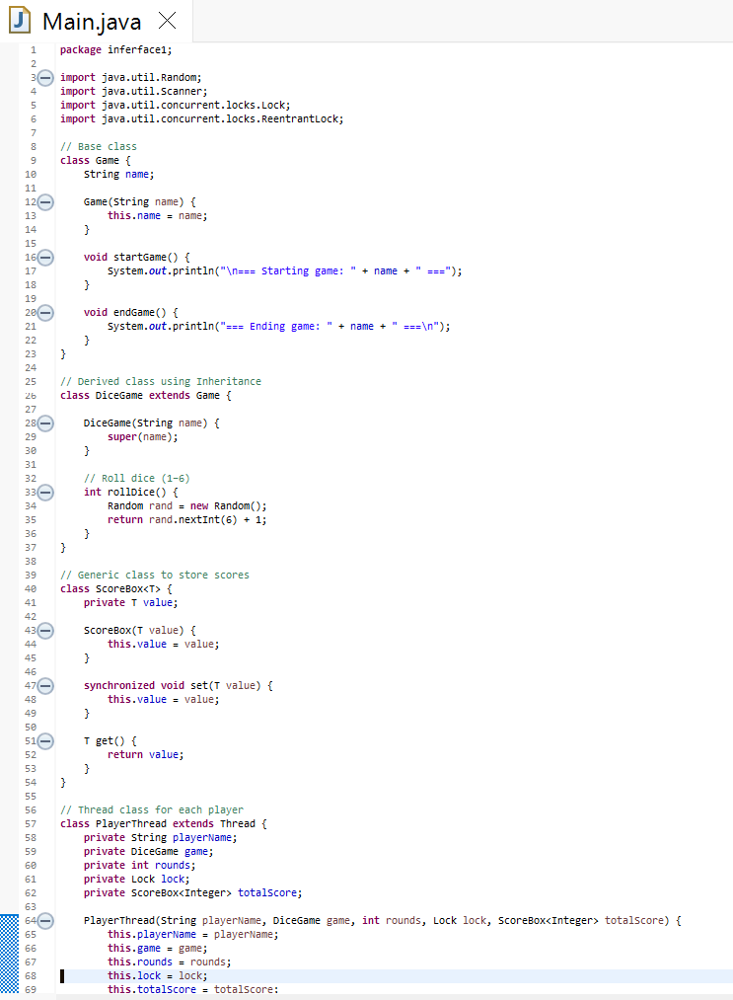 Main.java
1 package inferface1;
2
3 import java.util.Random;
4 import java.util.Scanner;
5 import java.util.concurrent.locks.Lock;
6 import java.util.concurrent.locks.ReentrantLock;
7
8 // Base class
9 class Game {
10     String name;
11
12     Game(String name) {
13         this.name = name;
14     }
15
16     void startGame() {
17         System.out.println("\n=== Starting game: " + name + " ===");
18     }
19
20     void endGame() {
21         System.out.println("=== Ending game: " + name + " ===\n");
22     }
23 }
24
25 // Derived class using Inheritance
26 class DiceGame extends Game {
27
28     DiceGame(String name) {
29         super(name);
30     }
31
32     // Roll dice (1-6)
33     int rollDice() {
34         Random rand = new Random();
35         return rand.nextInt(6) + 1;
36     }
37 }
38
39 // Generic class to store scores
40 class ScoreBox<T> {
41     private T value;
42
43     ScoreBox(T value) {
44         this.value = value;
45     }
46
47     synchronized void set(T value) {
48         this.value = value;
49     }
50
51     T get() {
52         return value;
53     }
54 }
55
56 // Thread class for each player
57 class PlayerThread extends Thread {
58     private String playerName;
59     private DiceGame game;
60     private int rounds;
61     private Lock lock;
62     private ScoreBox<Integer> totalScore;
63
64     PlayerThread(String playerName, DiceGame game, int rounds, Lock lock, ScoreBox<Integer> totalScore) {
65         this.playerName = playerName;
66         this.game = game;
67         this.rounds = rounds;
68         this.lock = lock;
69         this.totalScore = totalScore;